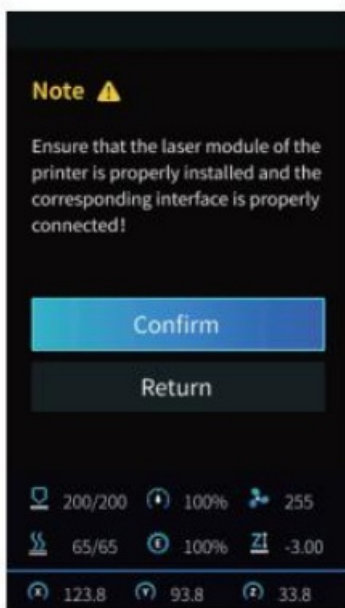 Note
Ensure that the laser module of the
printer is properly installed and the
corresponding interface is properly
connected!
Confirm
Return
200/200 100% 255
65/65 E 100% Z -3.00
X 123.8 Y 93.8 Z 33.8